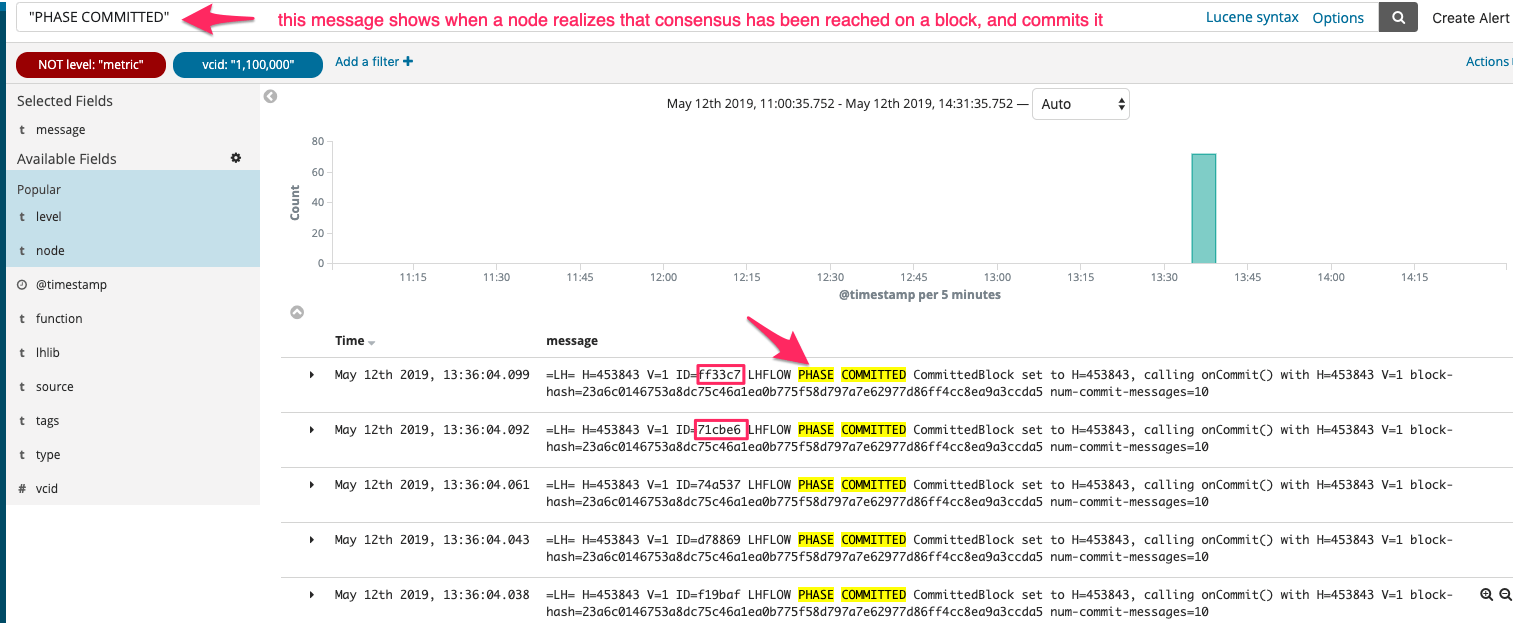 "PHASE COMMITTED"
this message shows when a node realizes that consensus has been reached on a block, and commits it
Lucene syntax Options Create Alert
NOT level: "metric" vcid: "1,100,000" Add a filter + Actions
Selected Fields
t message
Available Fields
Popular
t level
t node
@timestamp
t function
t lhlib
t source
t tags
t type
# vcid
May 12th 2019, 11:00:35.752 - May 12th 2019, 14:31:35.752 — Auto
80
60
40
20
0
Count
11:15 11:30 11:45 12:00 12:15 12:30 12:45 13:00 13:15 13:30 13:45 14:00 14:15
@timestamp per 5 minutes
Time message
May 12th 2019, 13:36:04.099 =LH= H=453843 V=1 ID=ff33c7 LHFLOW PHASE COMMITTED CommittedBlock set to H=453843, calling onCommit() with H=453843 V=1 block-
hash=23a6c0146753a8dc75c46a1ea0b775f58d797a7e62977d86ff4cc8ea9a3ccda5 num-commit-messages=10
May 12th 2019, 13:36:04.092 =LH= H=453843 V=1 ID=71cbe6 LHFLOW PHASE COMMITTED CommittedBlock set to H=453843, calling onCommit() with H=453843 V=1 block-
hash=23a6c0146753a8dc75c46a1ea0b775f58d797a7e62977d86ff4cc8ea9a3ccda5 num-commit-messages=10
May 12th 2019, 13:36:04.061 =LH= H=453843 V=1 ID=74a537 LHFLOW PHASE COMMITTED CommittedBlock set to H=453843, calling onCommit() with H=453843 V=1 block-
hash=23a6c0146753a8dc75c46a1ea0b775f58d797a7e62977d86ff4cc8ea9a3ccda5 num-commit-messages=10
May 12th 2019, 13:36:04.043 =LH= H=453843 V=1 ID=d78869 LHFLOW PHASE COMMITTED CommittedBlock set to H=453843, calling onCommit() with H=453843 V=1 block-
hash=23a6c0146753a8dc75c46a1ea0b775f58d797a7e62977d86ff4cc8ea9a3ccda5 num-commit-messages=10
May 12th 2019, 13:36:04.038 =LH= H=453843 V=1 ID=f19baf LHFLOW PHASE COMMITTED CommittedBlock set to H=453843, calling onCommit() with H=453843 V=1 block-
hash=23a6c0146753a8dc75c46a1ea0b775f58d797a7e62977d86ff4cc8ea9a3ccda5 num-commit-messages=10